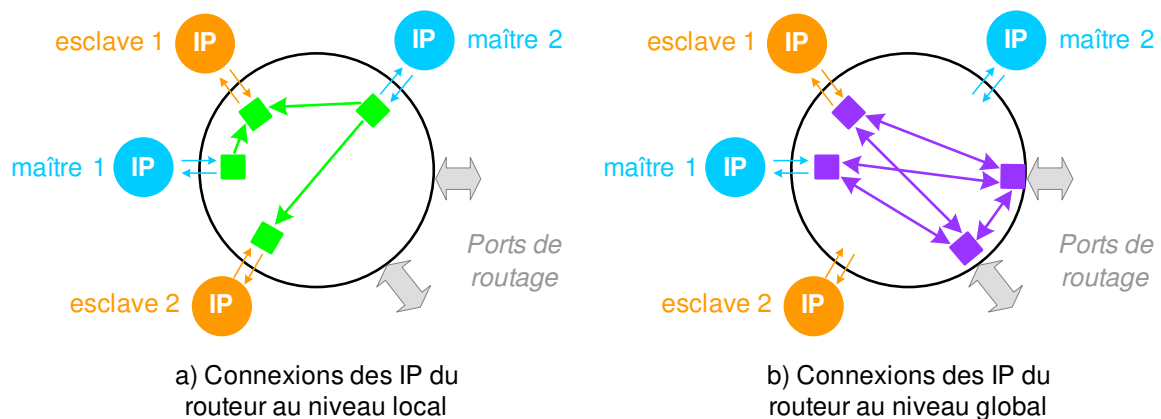 esclave 1
IP
IP
maître 2
maître 1
IP
esclave 2
IP
Ports de
routage
a) Connexions des IP du
routeur au niveau local
esclave 1
IP
IP
maître 2
maître 1
IP
esclave 2
IP
Ports de
routage
b) Connexions des IP du
routeur au niveau global